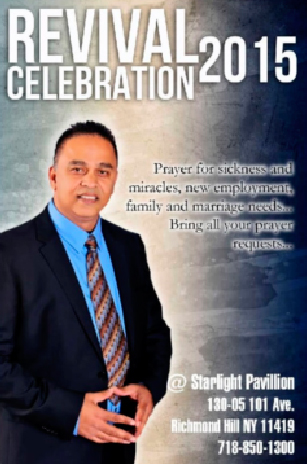 REVIVAL
CELEBRATION 2015
Prayer for sickness and
miracles, new employment,
family and marriage needs...
Bring all your prayer
requests...
@ Starlight Pavillion
130-05 101 Ave.
Richmond Hill NY 11419
718-850-1300